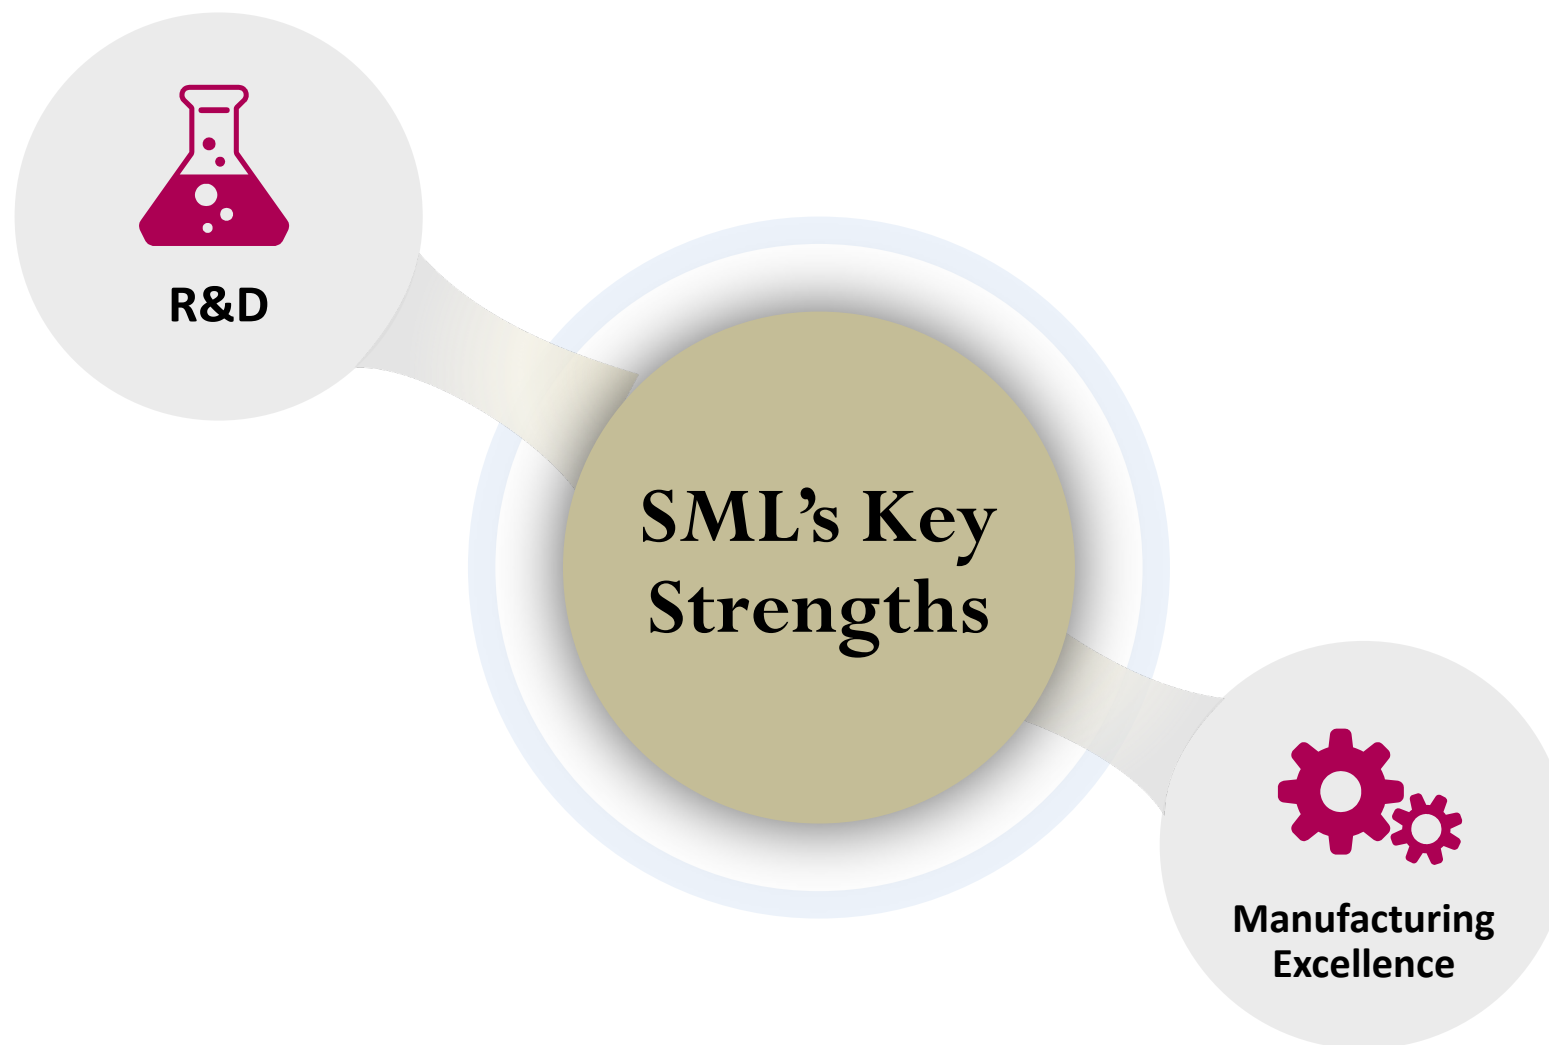 R&D
SML’s Key
Strengths
Manufacturing
Excellence